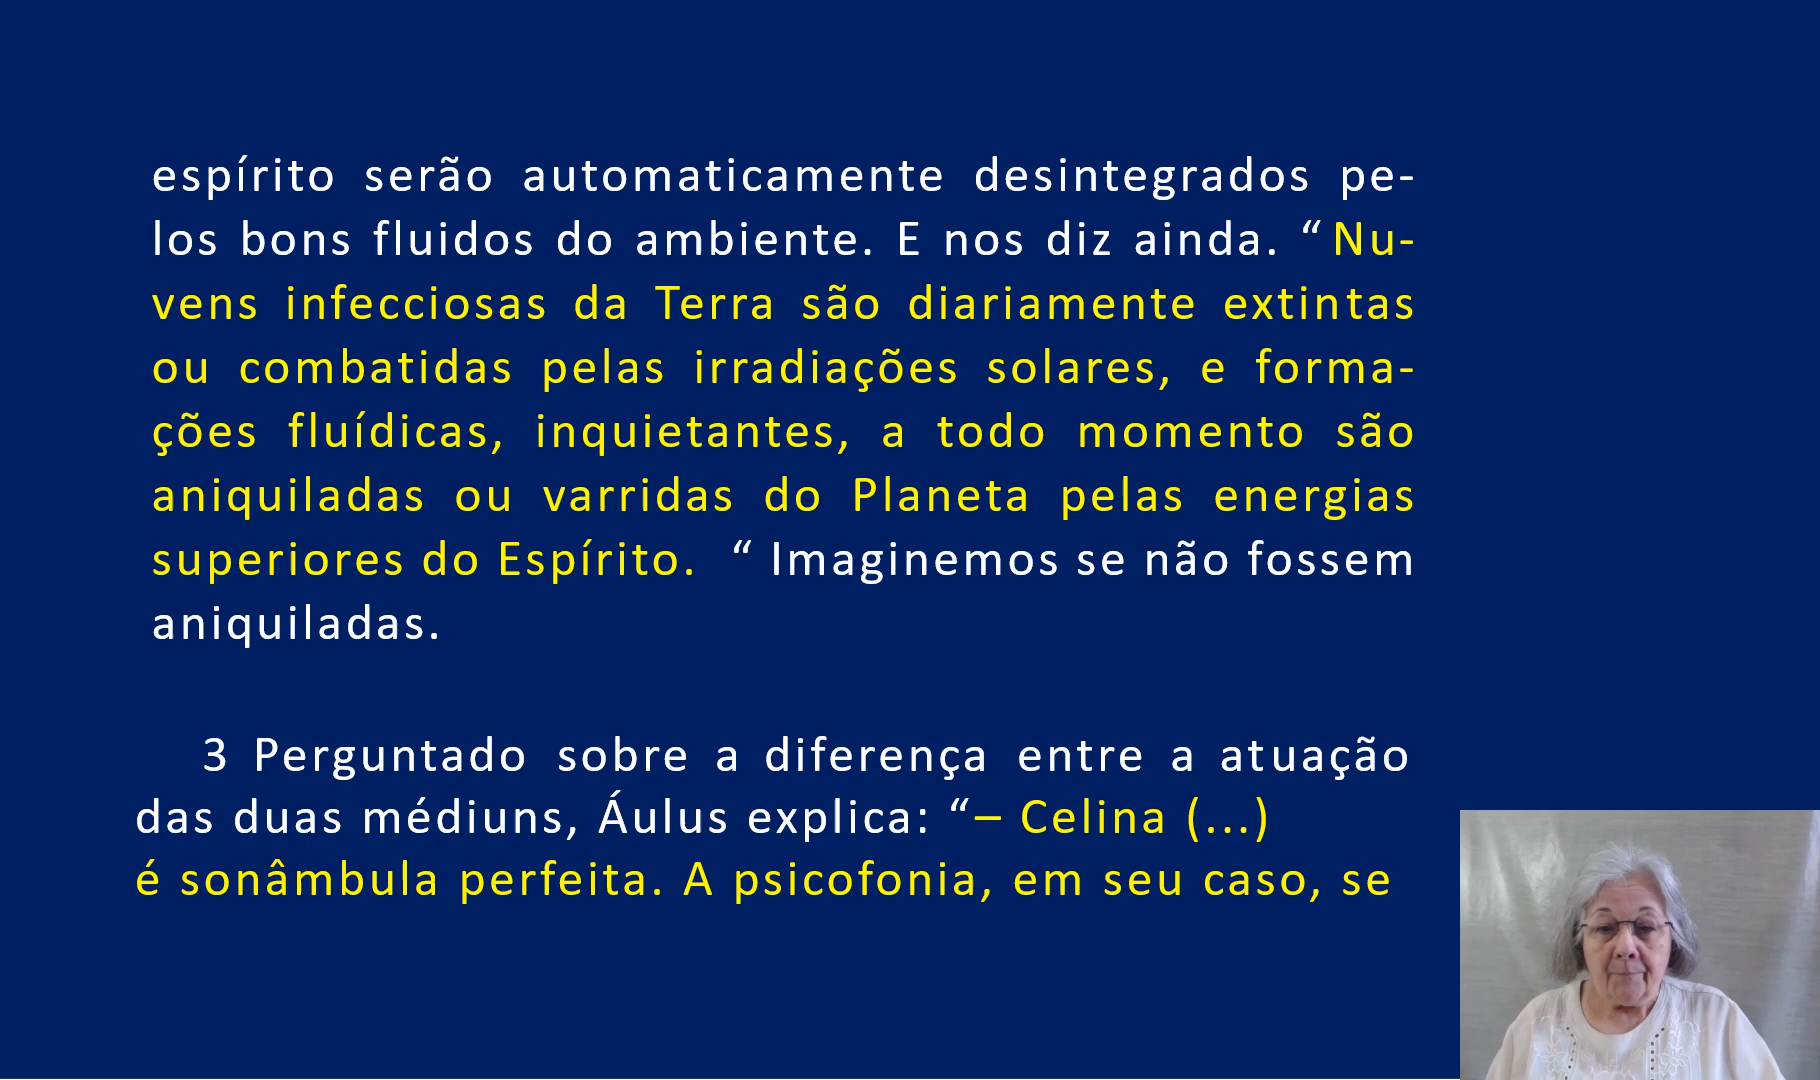 espírito serão automaticamente desintegrados pe-
los bons fluidos do ambiente. E nos diz ainda. “Nu-
vens infecciosas da Terra são diariamente extintas
ou combatidas pelas irradiações solares, e forma-
ções fluídicas, inquietantes, a todo momento são
aniquiladas ou varridas do Planeta pelas energias
superiores do Espírito. “ Imaginemos se não fossem
aniquiladas.
3 Perguntado sobre a diferença entre a atuação
das duas médiuns, Áulus explica: “– Celina (...)
é sonâmbula perfeita. A psicofonia, em seu caso, se